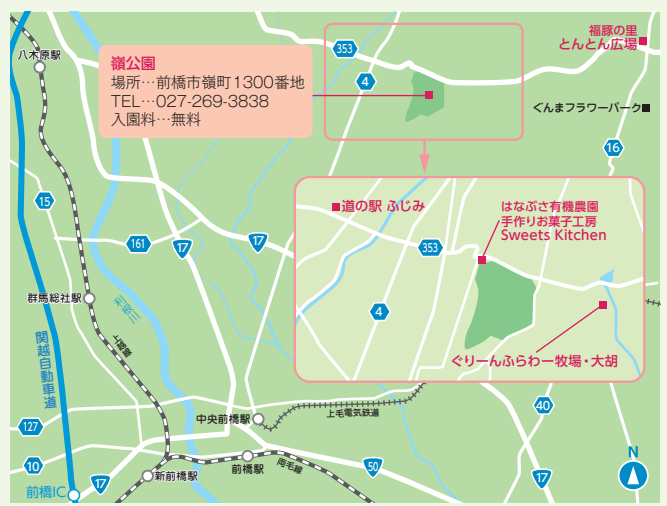 福豚の里
とんとん広場
353
八木原駅
嶺公園
場所…前橋市嶺町1300番地
TEL…027-269-3838
入園料…無料
4
ぐんまフラワーパーク
16
道の駅 ふじみ
はなぶさ有機農園
手作りお菓子工房
Sweets Kitchen
15
161
17
17
353
群馬総社駅
利根川
4
上越線
関越自動車道
ぐりーんふらわー牧場・大胡
中央前橋駅
上毛電気鉄道
40
127
10
前橋駅
両毛線
50
新前橋駅
17
17
前橋IC
N